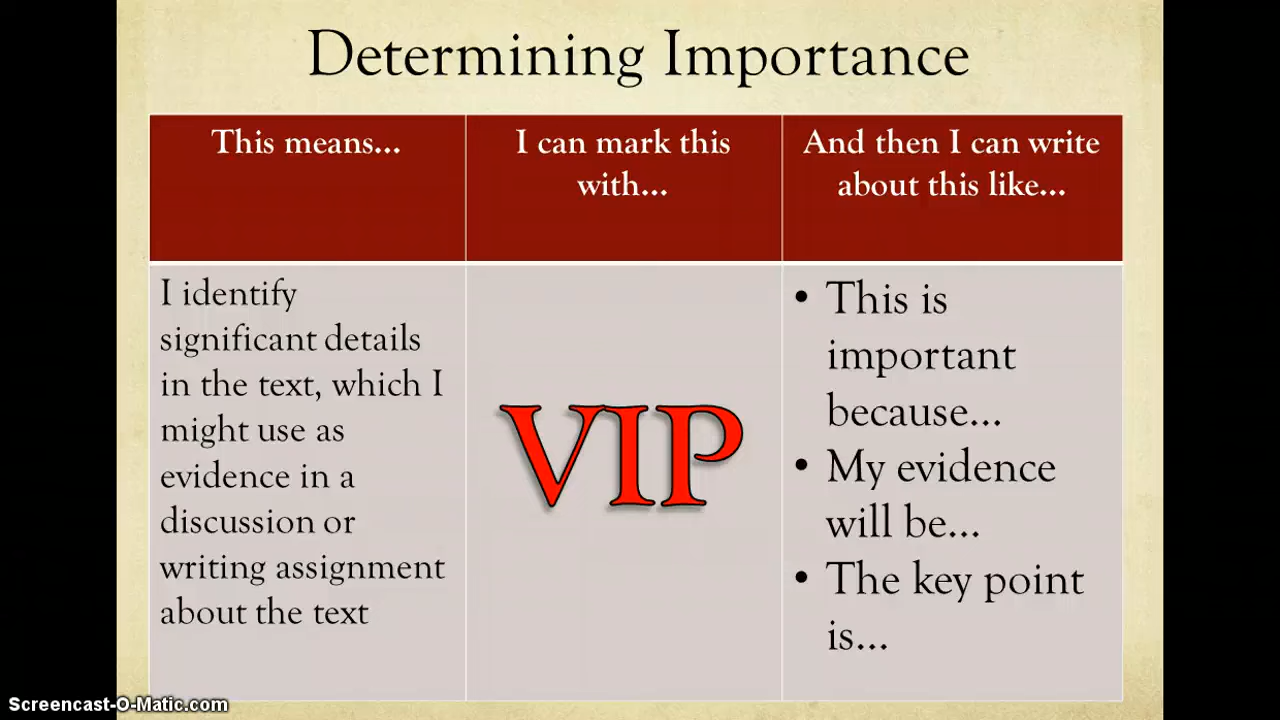 Determining Importance
This means...
I can mark this
with...
And then I can write
about this like...
I identify
significant details
in the text, which I
might use as
evidence in a
discussion or
writing assignment
about the text
VIP
• This is
important
because...
• My evidence
will be...
• The key point
is...
Screencast-O-Matic.com